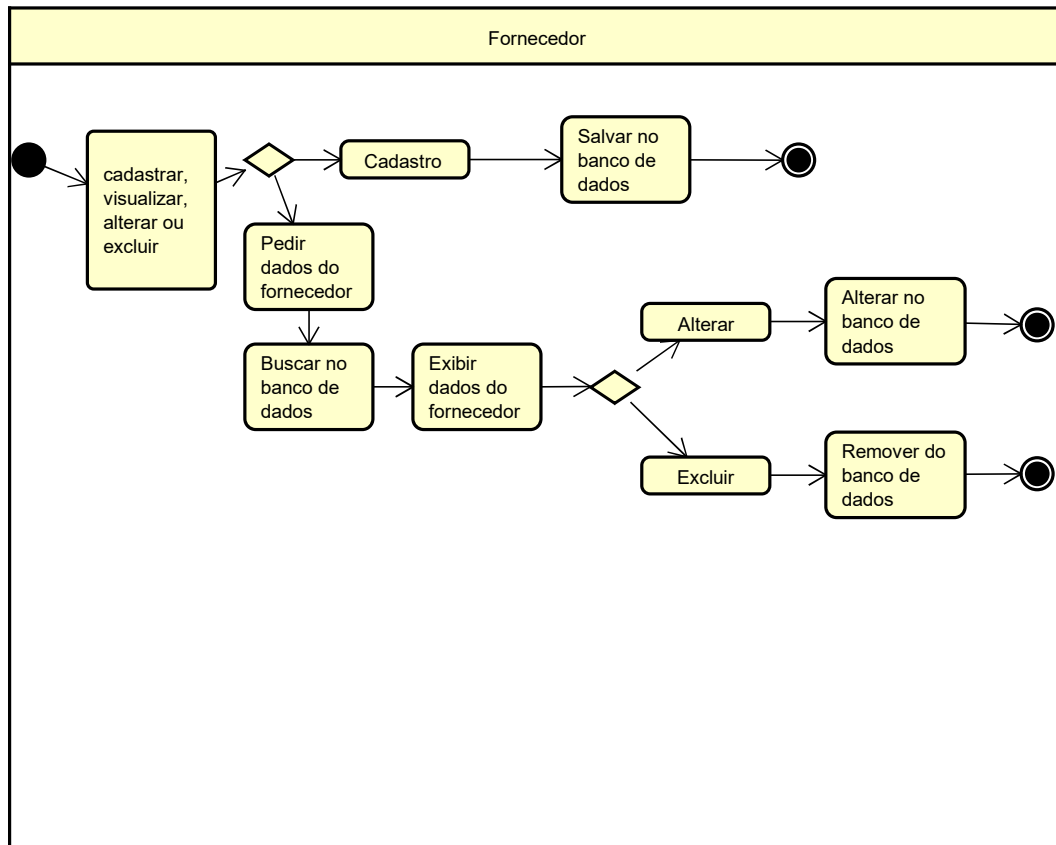 Fornecedor
cadastrar,
visualizar,
alterar ou
excluir
Cadastro
Salvar no
banco de
dados
Pedir
dados do
fornecedor
Buscar no
banco de
dados
Exibir
dados do
fornecedor
Alterar
Alterar no
banco de
dados
Excluir
Remover do
banco de
dados